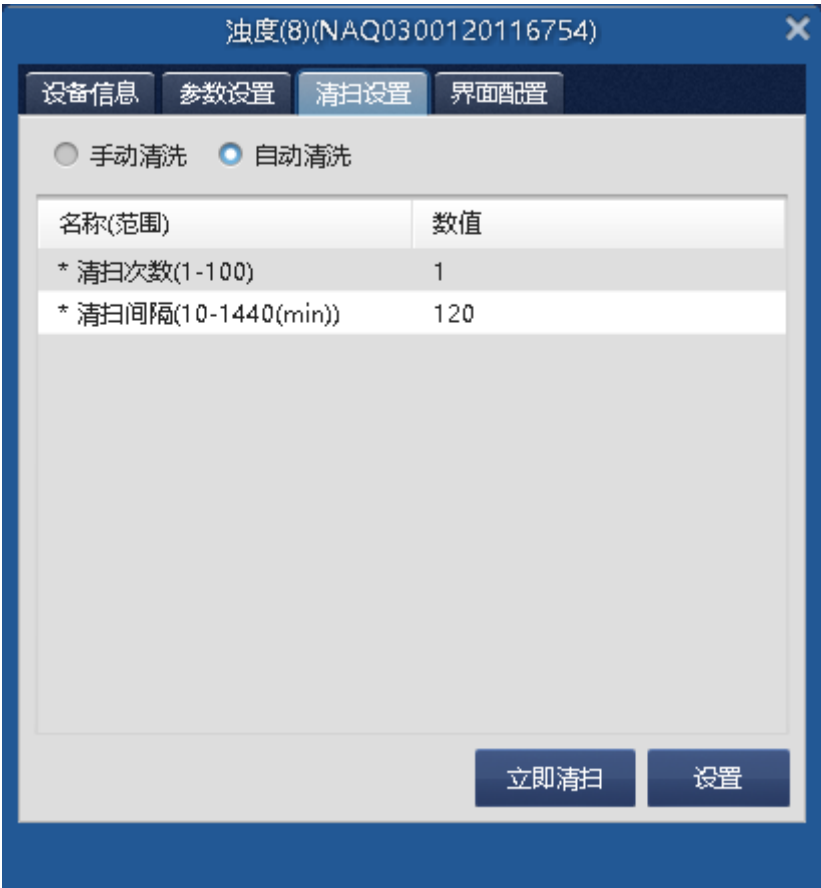 浊度(8)(NAQ0300120116754)
设备信息 参数设置 清扫设置 界面配置
手动清洗 自动清洗
名称(范围) 数值
* 清扫次数(1-100) 1
* 清扫间隔(10-1440(min)) 120
立即清扫 设置